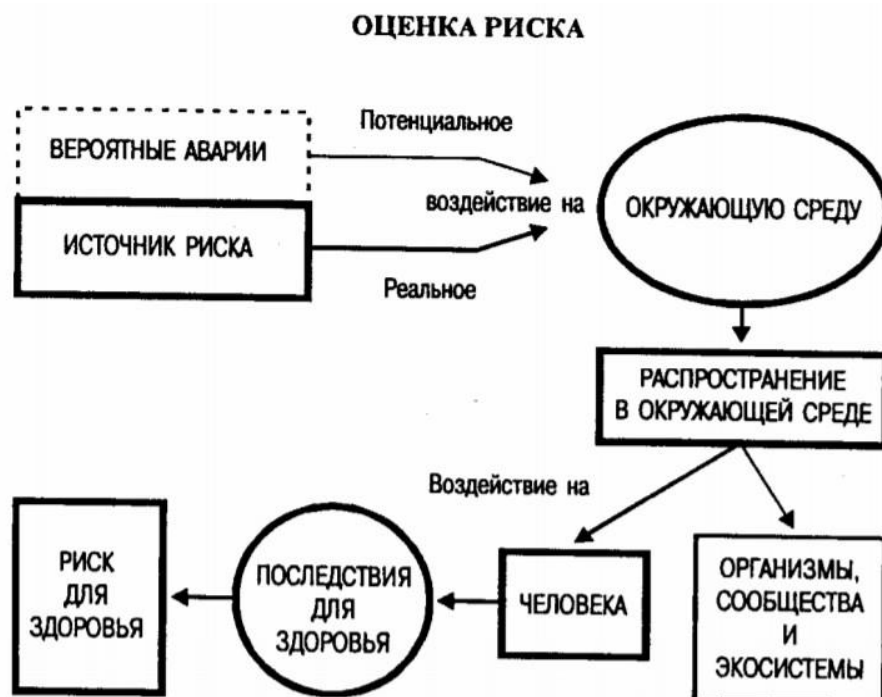 ОЦЕНКА РИСКА
Потенциальное
ВЕРОЯТНЫЕ АВАРИИ
воздействие на
ОКРУЖАЮЩУЮ СРЕДУ
ИСТОЧНИК РИСКА
Реальное
РАСПРОСТРАНЕНИЕ
В ОКРУЖАЮЩЕЙ СРЕДЕ
Воздействие на
РИСК
ДЛЯ
ЗДОРОВЬЯ
ПОСЛЕДСТВИЯ
ДЛЯ
ЗДОРОВЬЯ
ЧЕЛОВЕКА
ОРГАНИЗМЫ,
СООБЩЕСТВА
И
ЭКОСИСТЕМЫ